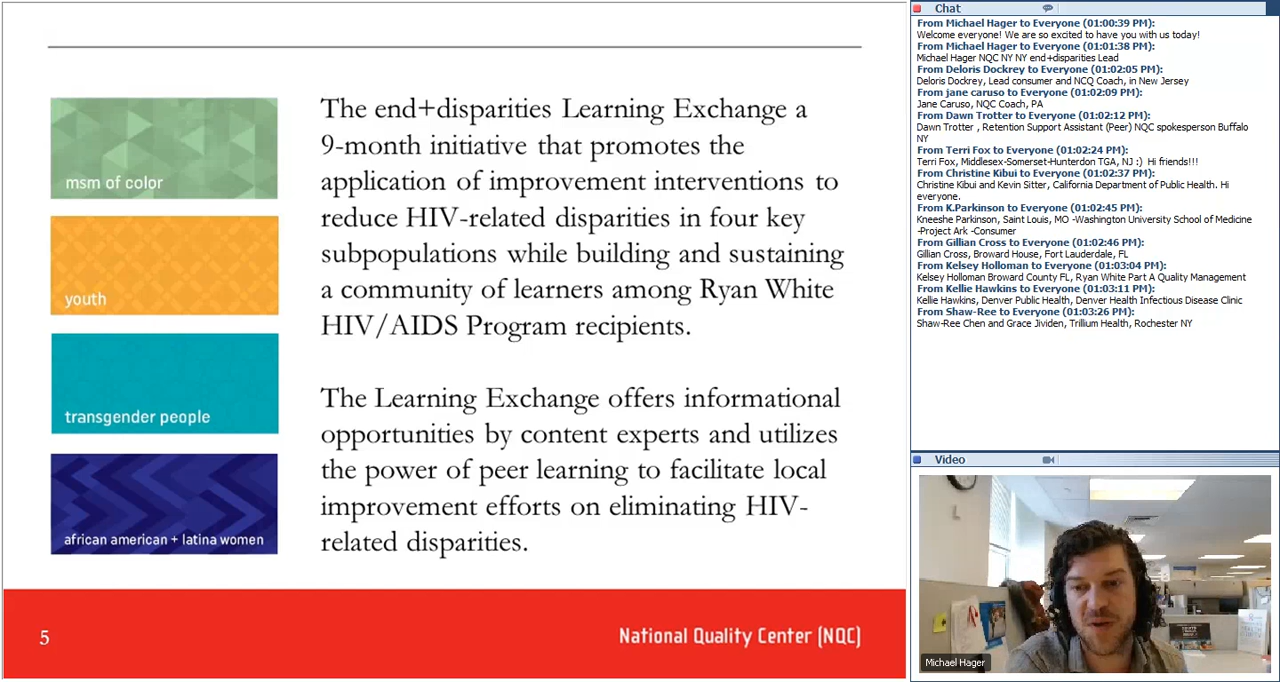 msm of color
youth
transgender people
african american + latina women
The end+disparities Learning Exchange a
9-month initiative that promotes the
application of improvement interventions to
reduce HIV-related disparities in four key
subpopulations while building and sustaining
a community of learners among Ryan White
HIV/AIDS Program recipients.
The Learning Exchange offers informational
opportunities by content experts and utilizes
the power of peer learning to facilitate local
improvement efforts on eliminating HIV-
related disparities.
5
National Quality Center (NQC)
Chat
From Michael Hager to Everyone (01:00:39 PM):
Welcome everyone! We are so excited to have you with us today!
From Michael Hager to Everyone (01:01:38 PM):
Michael Hager NQC NY NY end+disparities Lead
From Deloris Dockrey to Everyone (01:02:05 PM):
Deloris Dockrey, Lead consumer and NCQ Coach, in New Jersey
From jane caruso to Everyone (01:02:09 PM):
Jane Caruso, NQC Coach, PA
From Dawn Trotter to Everyone (01:02:12 PM):
Dawn Trotter , Retention Support Assistant (Peer) NQC spokesperson Buffalo
NY
From Terri Fox to Everyone (01:02:24 PM):
Terri Fox, Middlesex-Somerset-Hunterdon TGA, NJ :) Hi friends!!!
From Christine Kibui to Everyone (01:02:37 PM):
Christine Kibui and Kevin Sitter, California Department of Public Health. Hi
everyone.
From K.Parkinson to Everyone (01:02:45 PM):
Kneeshe Parkinson, Saint Louis, MO -Washington University School of Medicine
-Project Ark -Consumer
From Gillian Cross to Everyone (01:02:46 PM):
Gillian Cross, Broward House, Fort Lauderdale, FL
From Kelsey Holloman to Everyone (01:03:04 PM):
Kelsey Holloman Broward County FL, Ryan White Part A Quality Management
From Kellie Hawkins to Everyone (01:03:11 PM):
Kellie Hawkins, Denver Public Health, Denver Health Infectious Disease Clinic
From Shaw-Ree to Everyone (01:03:26 PM):
Shaw-Ree Chen and Grace Jividen, Trillium Health, Rochester NY
Video
Michael Hager